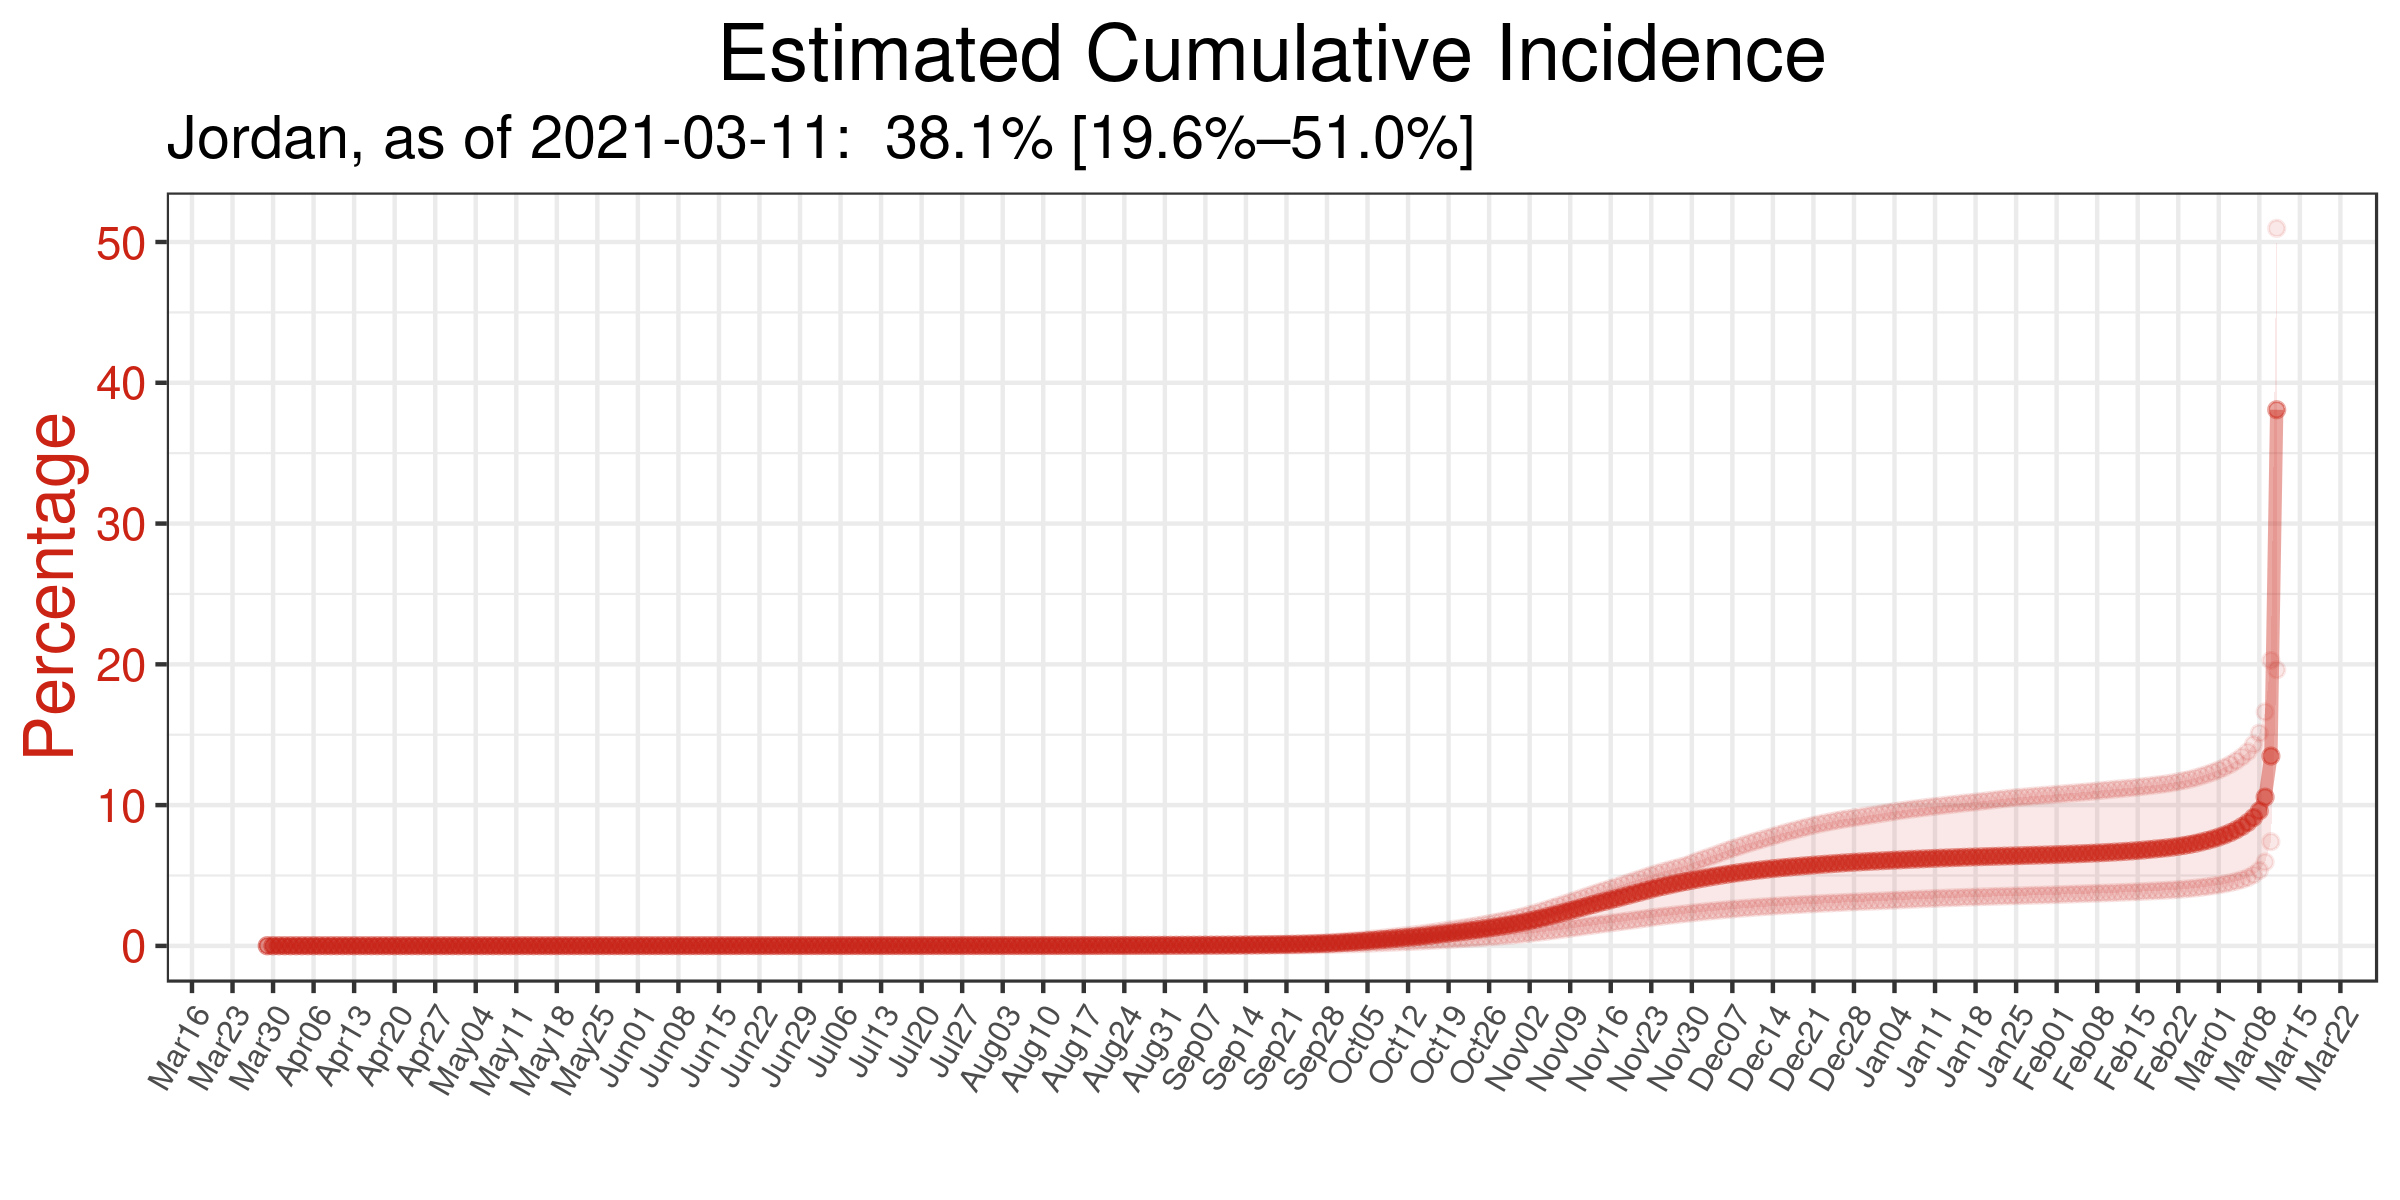 Estimated Cumulative Incidence
Jordan, as of 2021-03-11:  38.1% [19.6%–51.0%]
Percentage
50
40
30
20
10
0
Mar16
Mar23
Mar30
Apr06
Apr13
Apr20
Apr27
May04
May11
May18
May25
Jun01
Jun08
Jun15
Jun22
Jun29
Jul06
Jul13
Jul20
Jul27
Aug03
Aug10
Aug17
Aug24
Aug31
Sep07
Sep14
Sep21
Sep28
Oct05
Oct12
Oct19
Oct26
Nov02
Nov09
Nov16
Nov23
Nov30
Dec07
Dec14
Dec21
Dec28
Jan04
Jan11
Jan18
Jan25
Feb01
Feb08
Feb15
Feb22
Mar01
Mar08
Mar15
Mar22